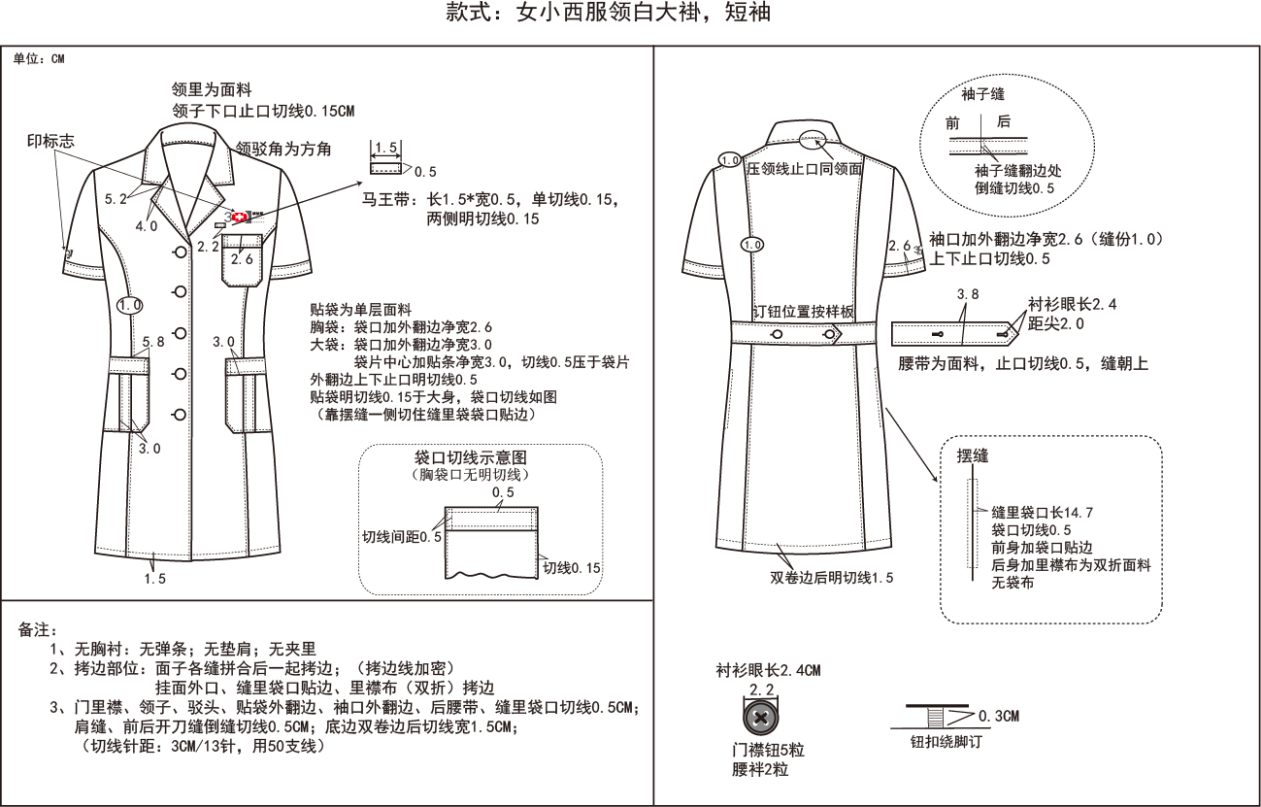 款式：女小西服领白大褂，短袖
单位：CM
领里为面料
领子下口止口切线0.15CM
印标志
领驳角为方角
1.5
0.5
5.2
4.0
3
马王带：长1.5*宽0.5，单切线0.15，
两侧明切线0.15
2.2
2.6
1.0
5.8
3.0
贴袋为单层面料
胸袋：袋口加外翻边净宽2.6
大袋：袋口加外翻边净宽3.0
袋片中心加贴条净宽3.0，切线0.5压于袋片
外翻边上下止口明切线0.5
贴袋明切线0.15于大身，袋口切线如图
（靠摆缝一侧切住缝里袋袋口贴边）
3.0
袋口切线示意图
（胸袋口无明切线）
0.5
切线间距0.5
切线0.15
1.5
备注：
1、无胸衬；无弹条；无垫肩；无夹里
2、拷边部位：面子各缝拼合后一起拷边；（拷边线加密）
挂面外口、缝里袋口贴边、里襟布（双折）拷边
3、门里襟、领子、驳头、贴袋外翻边、袖口外翻边、后腰带、缝里袋口切线0.5CM；
肩缝、前后开刀缝倒缝切线0.5CM；底边双卷边后切线宽1.5CM；
（切线针距：3CM/13针，用50支线）
袖子缝
前
后
袖子缝翻边处
倒缝切线0.5
1.0
压领线止口同领面
1.0
2.6
袖口加外翻边净宽2.6（缝份1.0）
上下止口切线0.5
订钮位置按样板
3.8
衬衫眼长2.4
距尖2.0
腰带为面料，止口切线0.5，缝朝上
摆缝
缝里袋口长14.7
袋口切线0.5
前身加袋口贴边
后身加里襟布为双折面料
无袋布
双卷边后明切线1.5
衬衫眼长2.4CM
2.2
门襟钮5粒
腰袢2粒
0.3CM
钮扣绕脚订